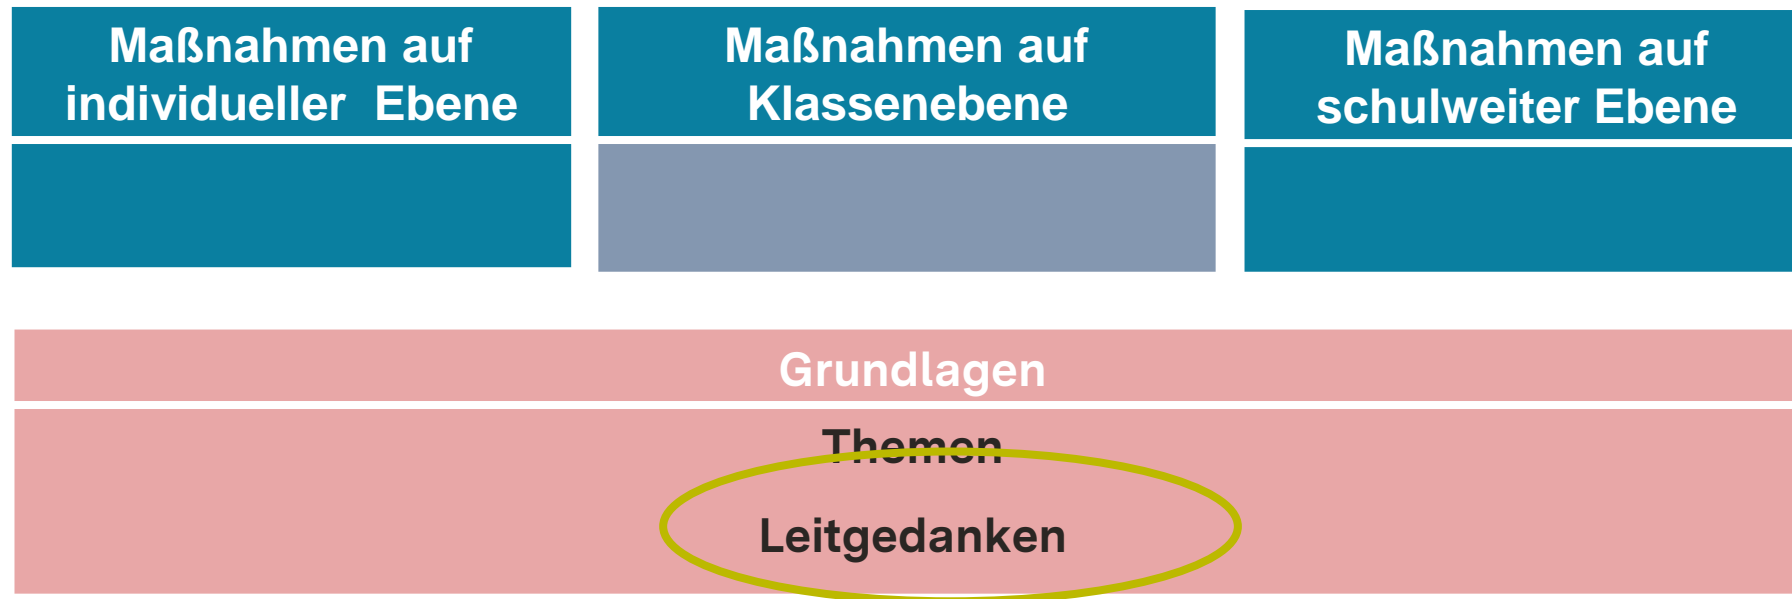 Maßnahmen auf
individueller  Ebene
Maßnahmen auf
Klassenebene
Maßnahmen auf
schulweiter Ebene
Grundlagen
Themen
Leitgedanken